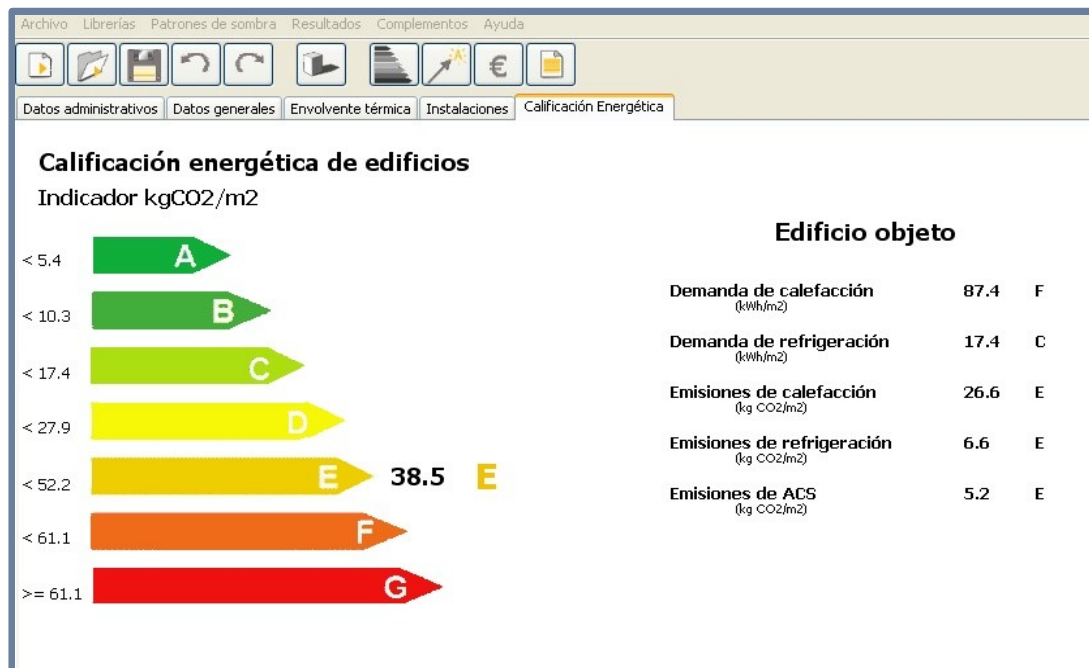 Archivo Librerías Patrones de sombra Resultados Complementos Ayuda
€
Datos administrativos Datos generales Envolvente térmica Instalaciones Calificación Energética
Calificación energética de edificios
Indicador kgCO2/m2
Edificio objeto
< 5.4 A
< 10.3 B
< 17.4 C
< 27.9 D
< 52.2 E 38.5 E
< 61.1 F
>= 61.1 G
Demanda de calefacción 87.4 F
(kWh/m2)
Demanda de refrigeración 17.4 C
(kWh/m2)
Emisiones de calefacción 26.6 E
(kg CO2/m2)
Emisiones de refrigeración 6.6 E
(kg CO2/m2)
Emisiones de ACS 5.2 E
(kg CO2/m2)